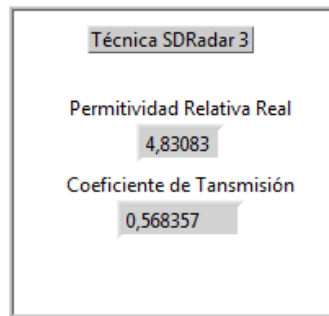 Técnica SDRadar 3
Permitividad Relativa Real
4,83083
Coeficiente de Tansmisión
0,568357